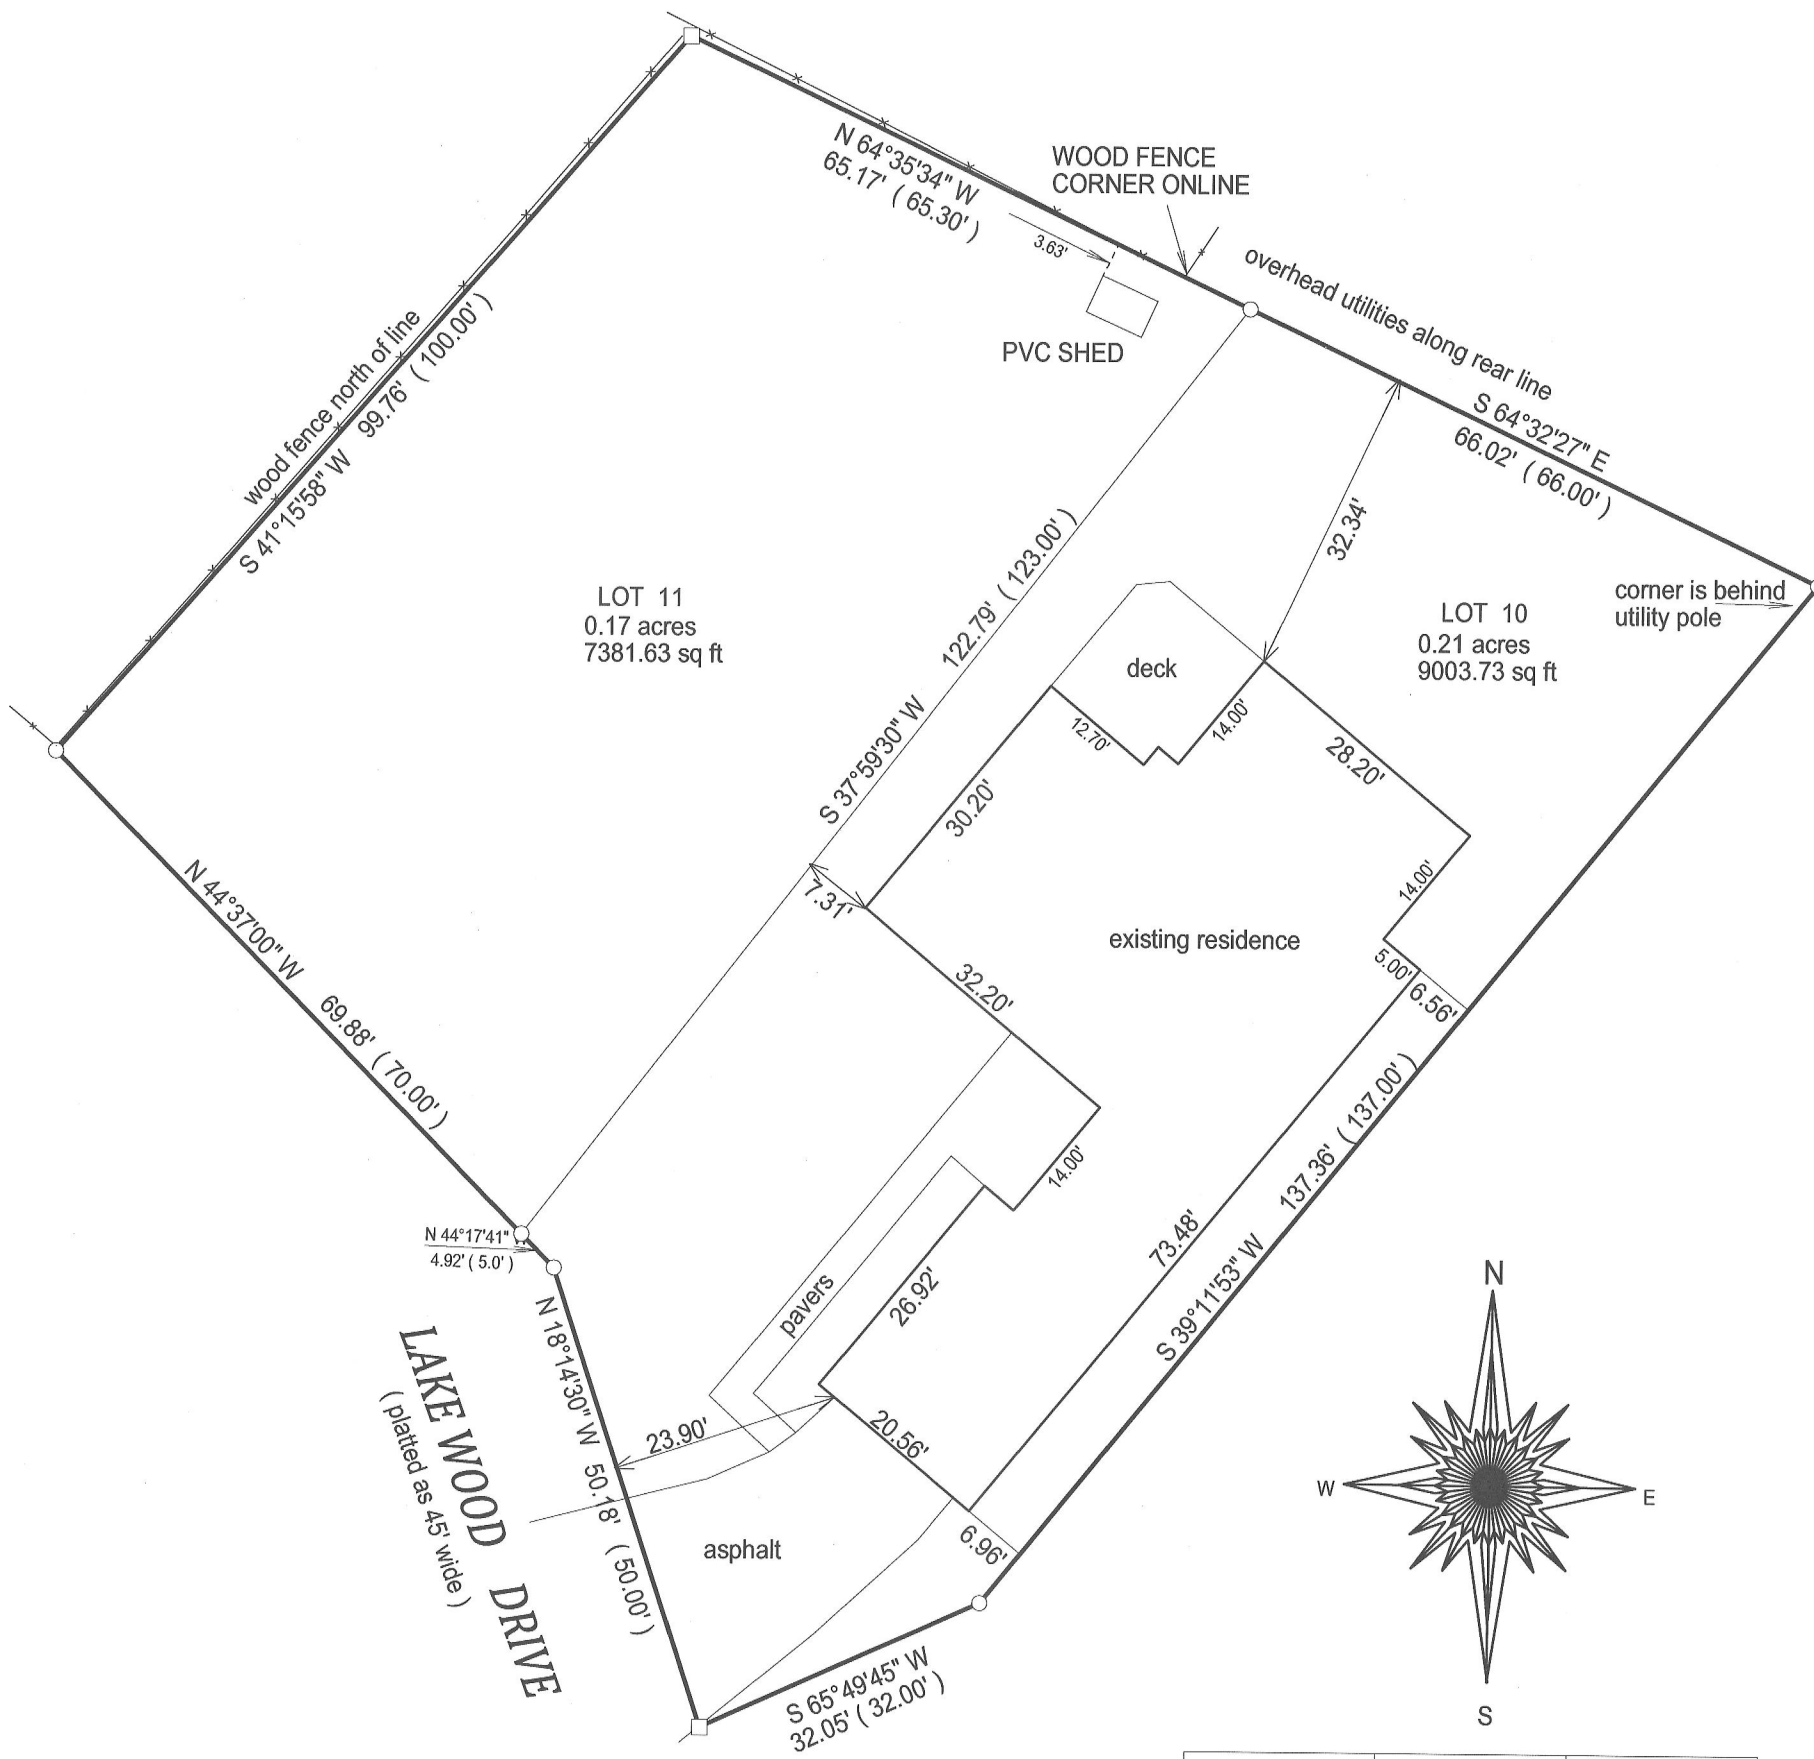 N 64°35'34" W
65.17' ( 65.30' )
WOOD FENCE
CORNER ONLINE
3.63'
PVC SHED
overhead utilities along rear line
S 64°32'27" E
66.02' ( 66.00' )
wood fence north of line
S 41°15'58" W 99.76' ( 100.00' )
LOT 11
0.17 acres
7381.63 sq ft
S 37°59'30" W 122.79' ( 123.00' )
32.34'
corner is behind
utility pole
LOT 10
0.21 acres
9003.73 sq ft
deck
12.70'
14.00'
28.20'
30.20'
7.31'
14.00'
existing residence
5.00'
6.56'
32.20'
N 44°37'00" W 69.88' ( 70.00' )
14.00'
73.48'
S 39°11'53" W 137.36' ( 137.00' )
N 44°17'41" W
4.92' ( 5.0' )
pavers
26.92'
N 18°14'30" W 50.18' ( 50.00' )
LAKE WOOD DRIVE
( platted as 45' wide )
23.90'
20.56'
asphalt
6.96'
S 65°49'45" W
32.05' ( 32.00' )
N
W
E
S